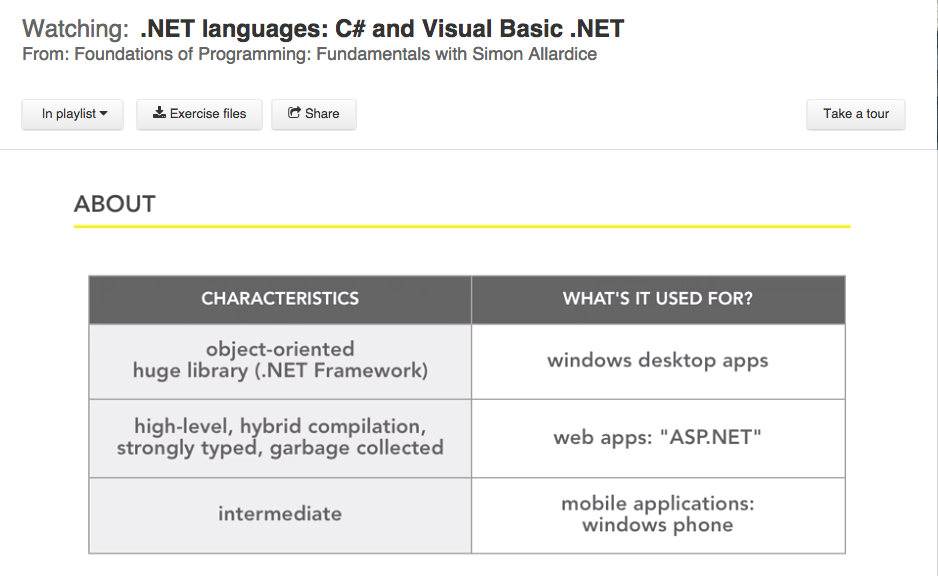 Watching: .NET languages: C# and Visual Basic .NET
From: Foundations of Programming: Fundamentals with Simon Allardice
In playlist
Exercise files
Share
Take a tour
ABOUT
CHARACTERISTICS
WHAT'S IT USED FOR?
object-oriented
huge library (.NET Framework)
windows desktop apps
high-level, hybrid compilation,
strongly typed, garbage collected
web apps: "ASP.NET"
intermediate
mobile applications:
windows phone